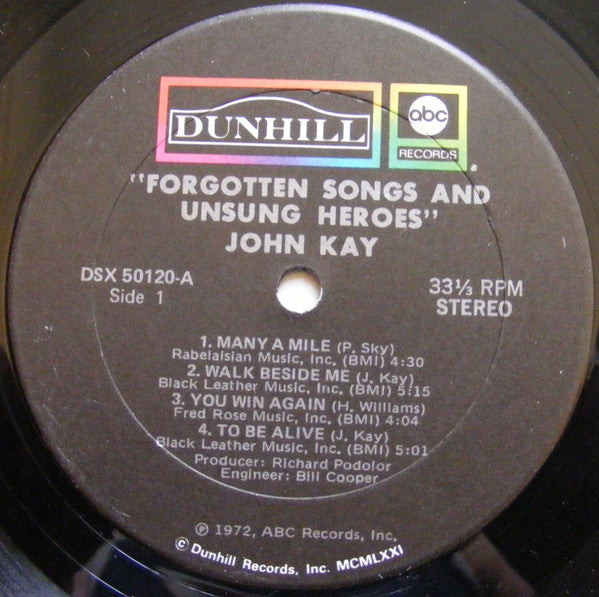 DUNHILL
abc
RECORDS
®
"FORGOTTEN SONGS AND
UNSUNG HEROES"
JOHN KAY
DSX 50120-A
Side 1
33⅓ RPM
STEREO
1. MANY A MILE (P. Sky)
Rabelaisian Music, Inc. (BMI) 4:30
2. WALK BESIDE ME (J. Kay)
Black Leather Music, Inc. (BMI) 5:15
3. YOU WIN AGAIN (H. Williams)
Fred Rose Music, Inc. (BMI) 4:04
4. TO BE ALIVE (J. Kay)
Black Leather Music, Inc. (BMI) 5:01
Producer: Richard Podolor
Engineer: Bill Cooper
℗ 1972, ABC Records, Inc.
© Dunhill Records, Inc. MCMLXXI